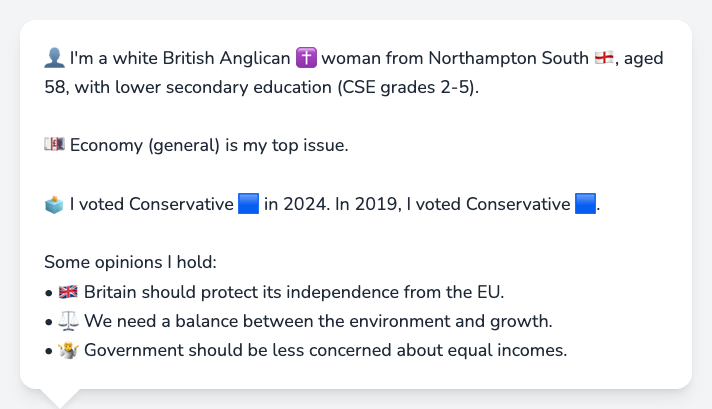 👤 I'm a white British Anglican ✝️ woman from Northampton South 🏴󠁧󠁢󠁥󠁮󠁧󠁿, aged
58, with lower secondary education (CSE grades 2-5).
💷 Economy (general) is my top issue.
🗳️ I voted Conservative 🟦 in 2024. In 2019, I voted Conservative 🟦.
Some opinions I hold:
• 🇬🇧 Britain should protect its independence from the EU.
• ⚖️ We need a balance between the environment and growth.
• 🤷 Government should be less concerned about equal incomes.